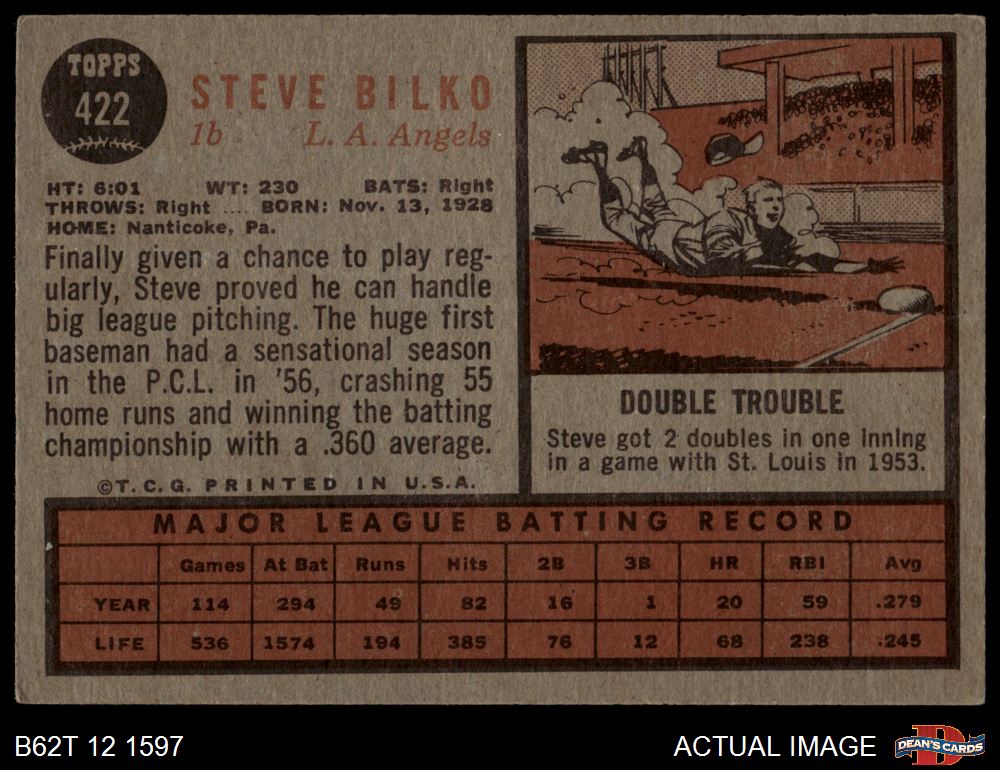 TOPPS
422
STEVE BILKO
1b L. A. Angels
HT: 6:01 WT: 230 BATS: Right
THROWS: Right .... BORN: Nov. 13, 1928
HOME: Nanticoke, Pa.
Finally given a chance to play reg-
ularly, Steve proved he can handle
big league pitching. The huge first
baseman had a sensational season
in the P.C.L. in '56, crashing 55
home runs and winning the batting
championship with a .360 average.
©T.C.G. PRINTED IN U.S.A.
DOUBLE TROUBLE
Steve got 2 doubles in one inning
in a game with St. Louis in 1953.
MAJOR LEAGUE BATTING RECORD
Games At Bat Runs Hits 2B 3B HR RBI Avg
YEAR 114 294 49 82 16 1 20 59 .279
LIFE 536 1574 194 385 76 12 68 238 .245
B62T 12 1597
ACTUAL IMAGE
D
DEAN'S CARDS